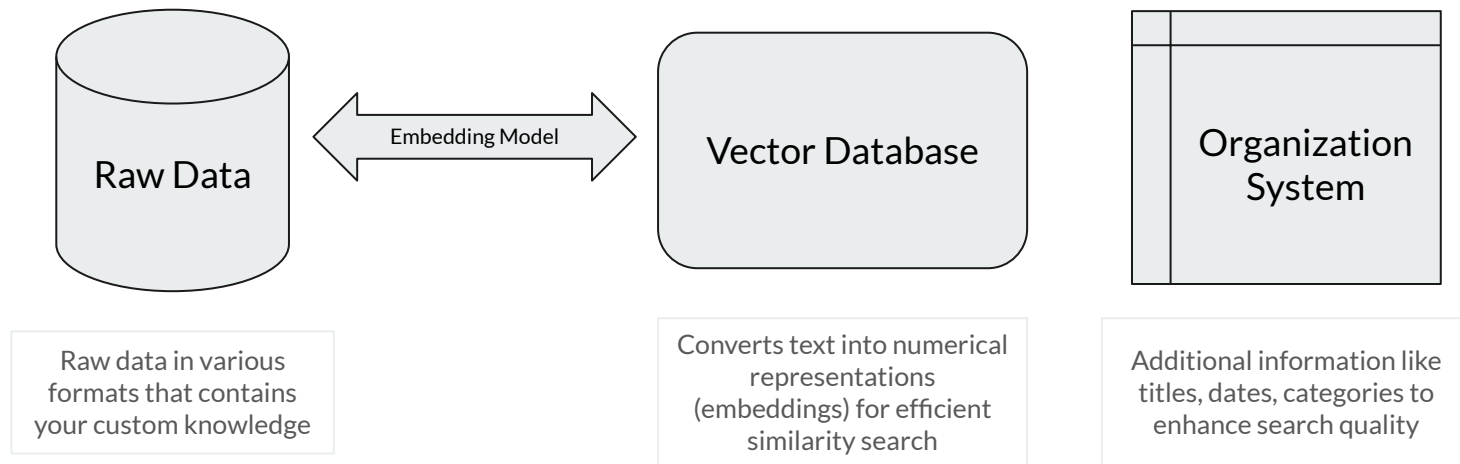 Raw Data
Embedding Model
Vector Database
Organization
System
Raw data in various
formats that contains
your custom knowledge
Converts text into numerical
representations
(embeddings) for efficient
similarity search
Additional information like
titles, dates, categories to
enhance search quality